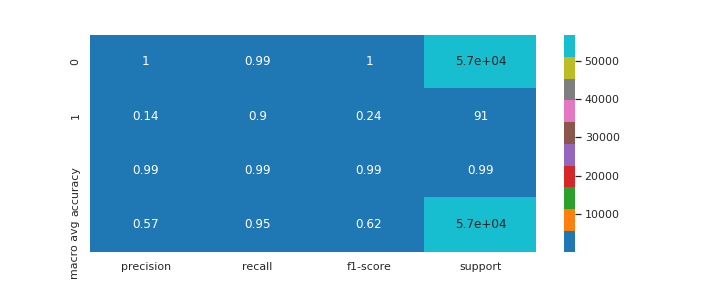 0 1 0.99 1 5.7e+04
1 0.14 0.9 0.24 91
accuracy 0.99 0.99 0.99 0.99
macro avg 0.57 0.95 0.62 5.7e+04
precision recall f1-score support
50000
40000
30000
20000
10000